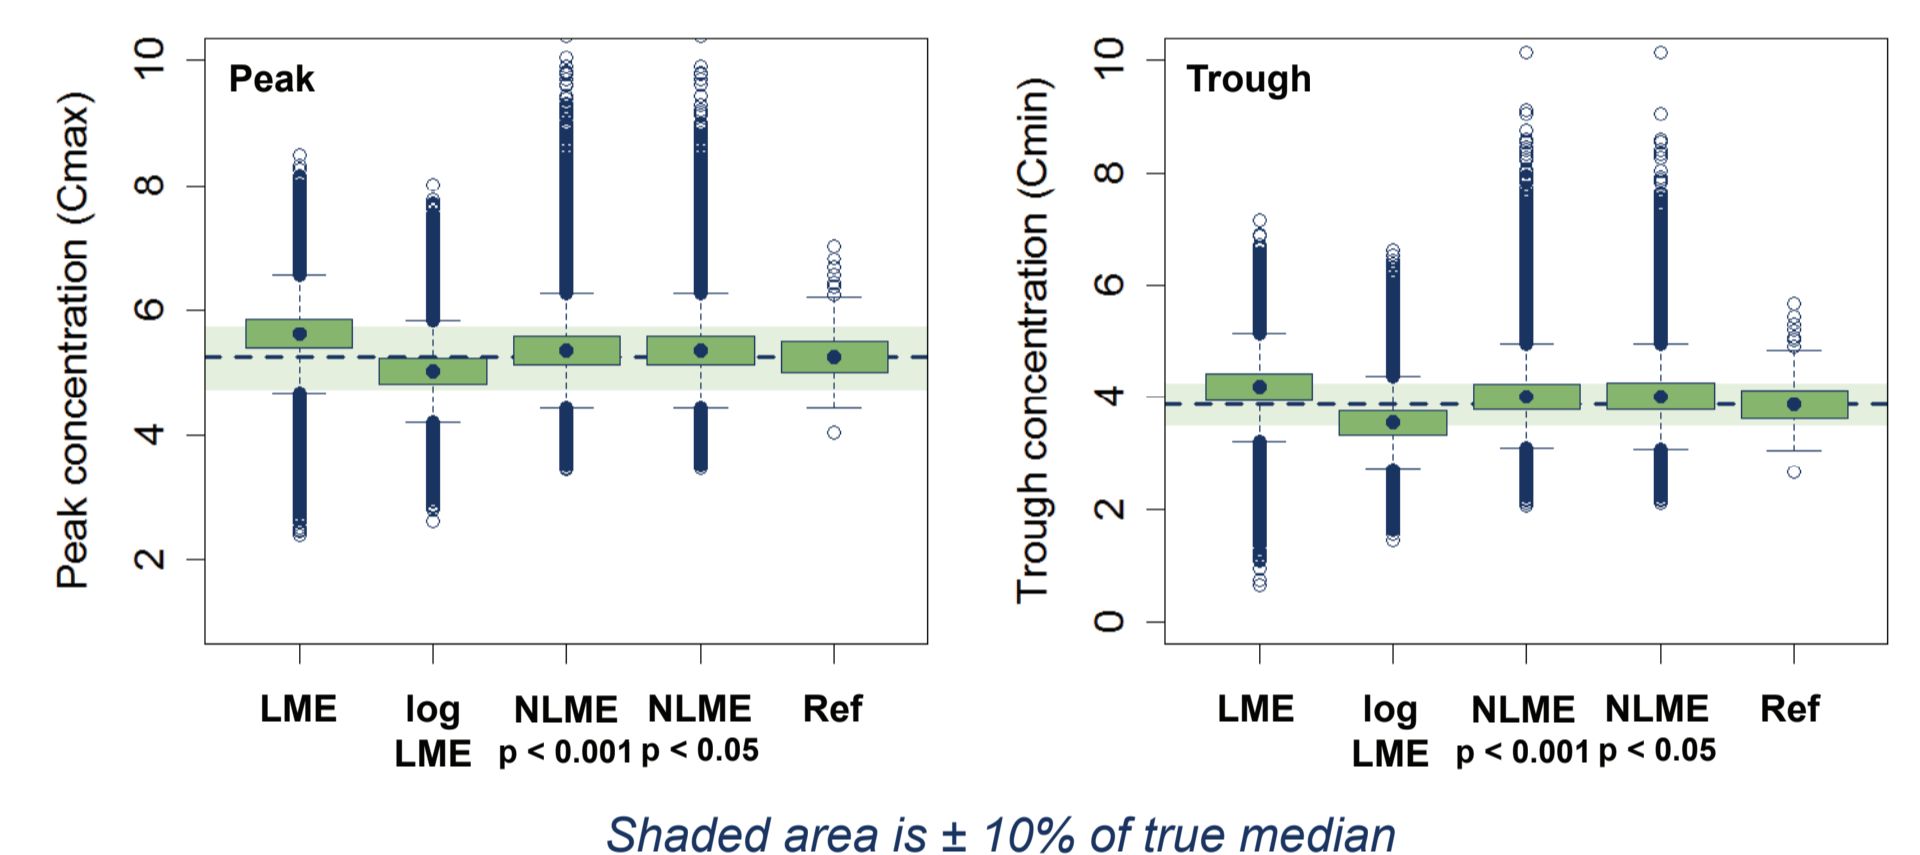 Peak
Peak concentration (Cmax)
10
8
6
4
2
LME
log
LME
NLME
p < 0.001
NLME
p < 0.05
Ref
Trough
Trough concentration (Cmin)
10
8
6
4
2
0
LME
log
LME
NLME
p < 0.001
NLME
p < 0.05
Ref
Shaded area is ± 10% of true median